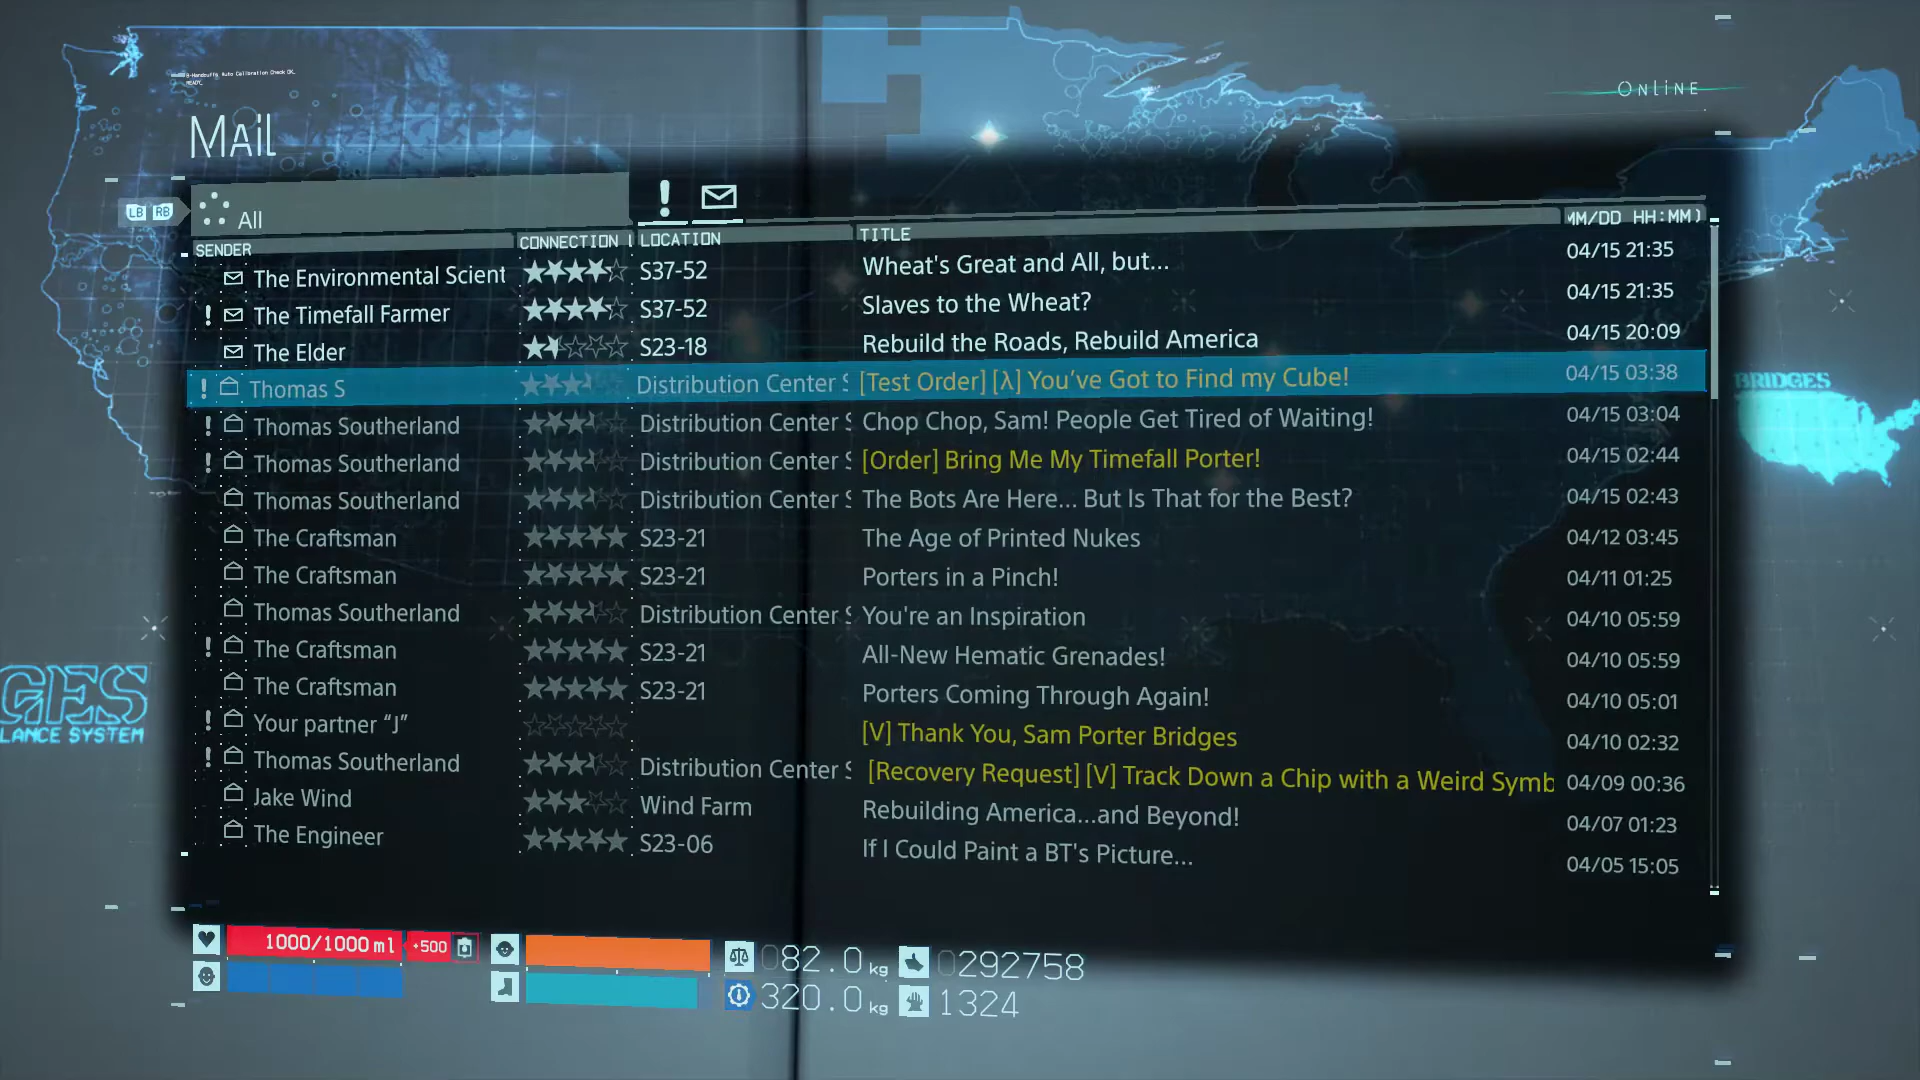 B-Handcuffs Auto Calibration Check OK.
READY.
Online
Mail
LB RB
All
SENDER CONNECTION LOCATION TITLE MM/DD HH:MM)
The Environmental Scient S37-52 Wheat's Great and All, but... 04/15 21:35
! The Timefall Farmer S37-52 Slaves to the Wheat? 04/15 21:35
The Elder S23-18 Rebuild the Roads, Rebuild America 04/15 20:09
! Thomas S Distribution Center S [Test Order] [λ] You've Got to Find my Cube! 04/15 03:38
BRIDGES
! Thomas Southerland Distribution Center S Chop Chop, Sam! People Get Tired of Waiting! 04/15 03:04
! Thomas Southerland Distribution Center S [Order] Bring Me My Timefall Porter! 04/15 02:44
Thomas Southerland Distribution Center S The Bots Are Here... But Is That for the Best? 04/15 02:43
The Craftsman S23-21 The Age of Printed Nukes 04/12 03:45
The Craftsman S23-21 Porters in a Pinch! 04/11 01:25
Thomas Southerland Distribution Center S You're an Inspiration 04/10 05:59
! The Craftsman S23-21 All-New Hematic Grenades! 04/10 05:59
The Craftsman S23-21 Porters Coming Through Again! 04/10 05:01
! Your partner “J” [V] Thank You, Sam Porter Bridges 04/10 02:32
! Thomas Southerland Distribution Center S [Recovery Request] [V] Track Down a Chip with a Weird Symb 04/09 00:36
Jake Wind Wind Farm Rebuilding America...and Beyond! 04/07 01:23
The Engineer S23-06 If I Could Paint a BT's Picture... 04/05 15:05
GES
LANCE SYSTEM
1000/1000 ml +500 082.0 kg 0292758
320.0 kg 1324